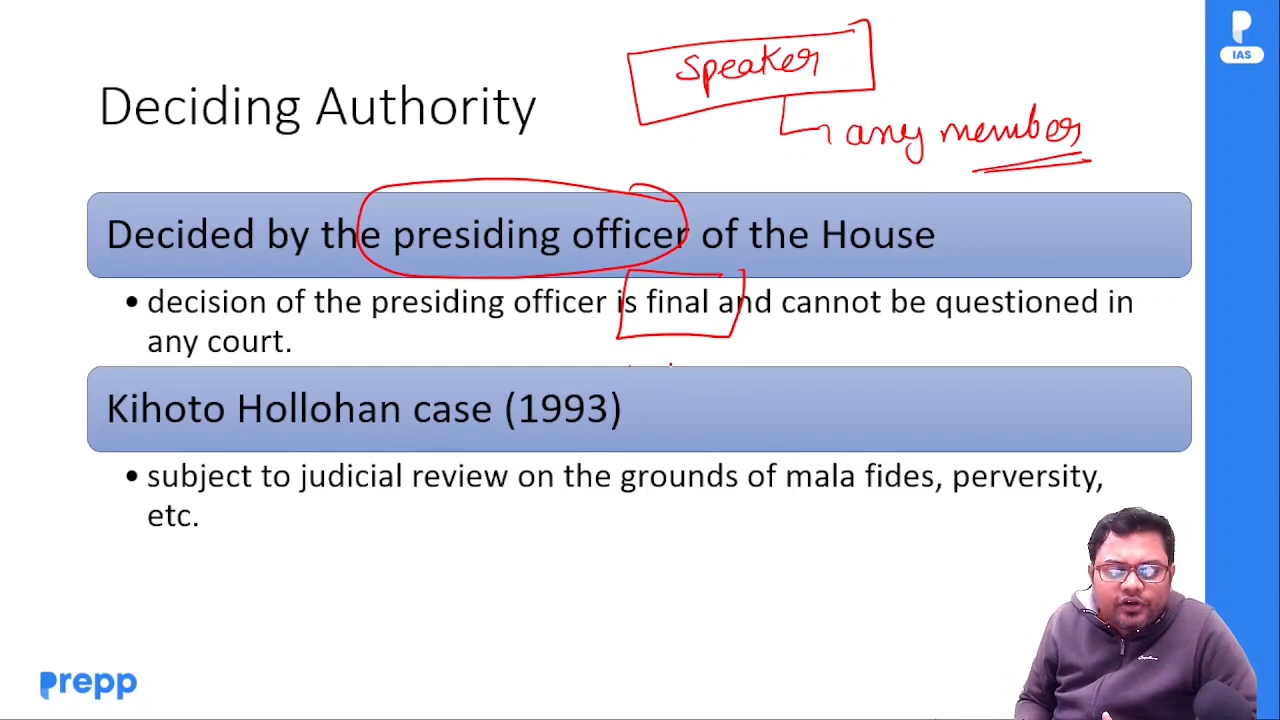 Speaker
any member
Deciding Authority
Decided by the presiding officer of the House
• decision of the presiding officer is final and cannot be questioned in
any court.
Kihoto Hollohan case (1993)
• subject to judicial review on the grounds of mala fides, perversity,
etc.
P
IAS
prepp